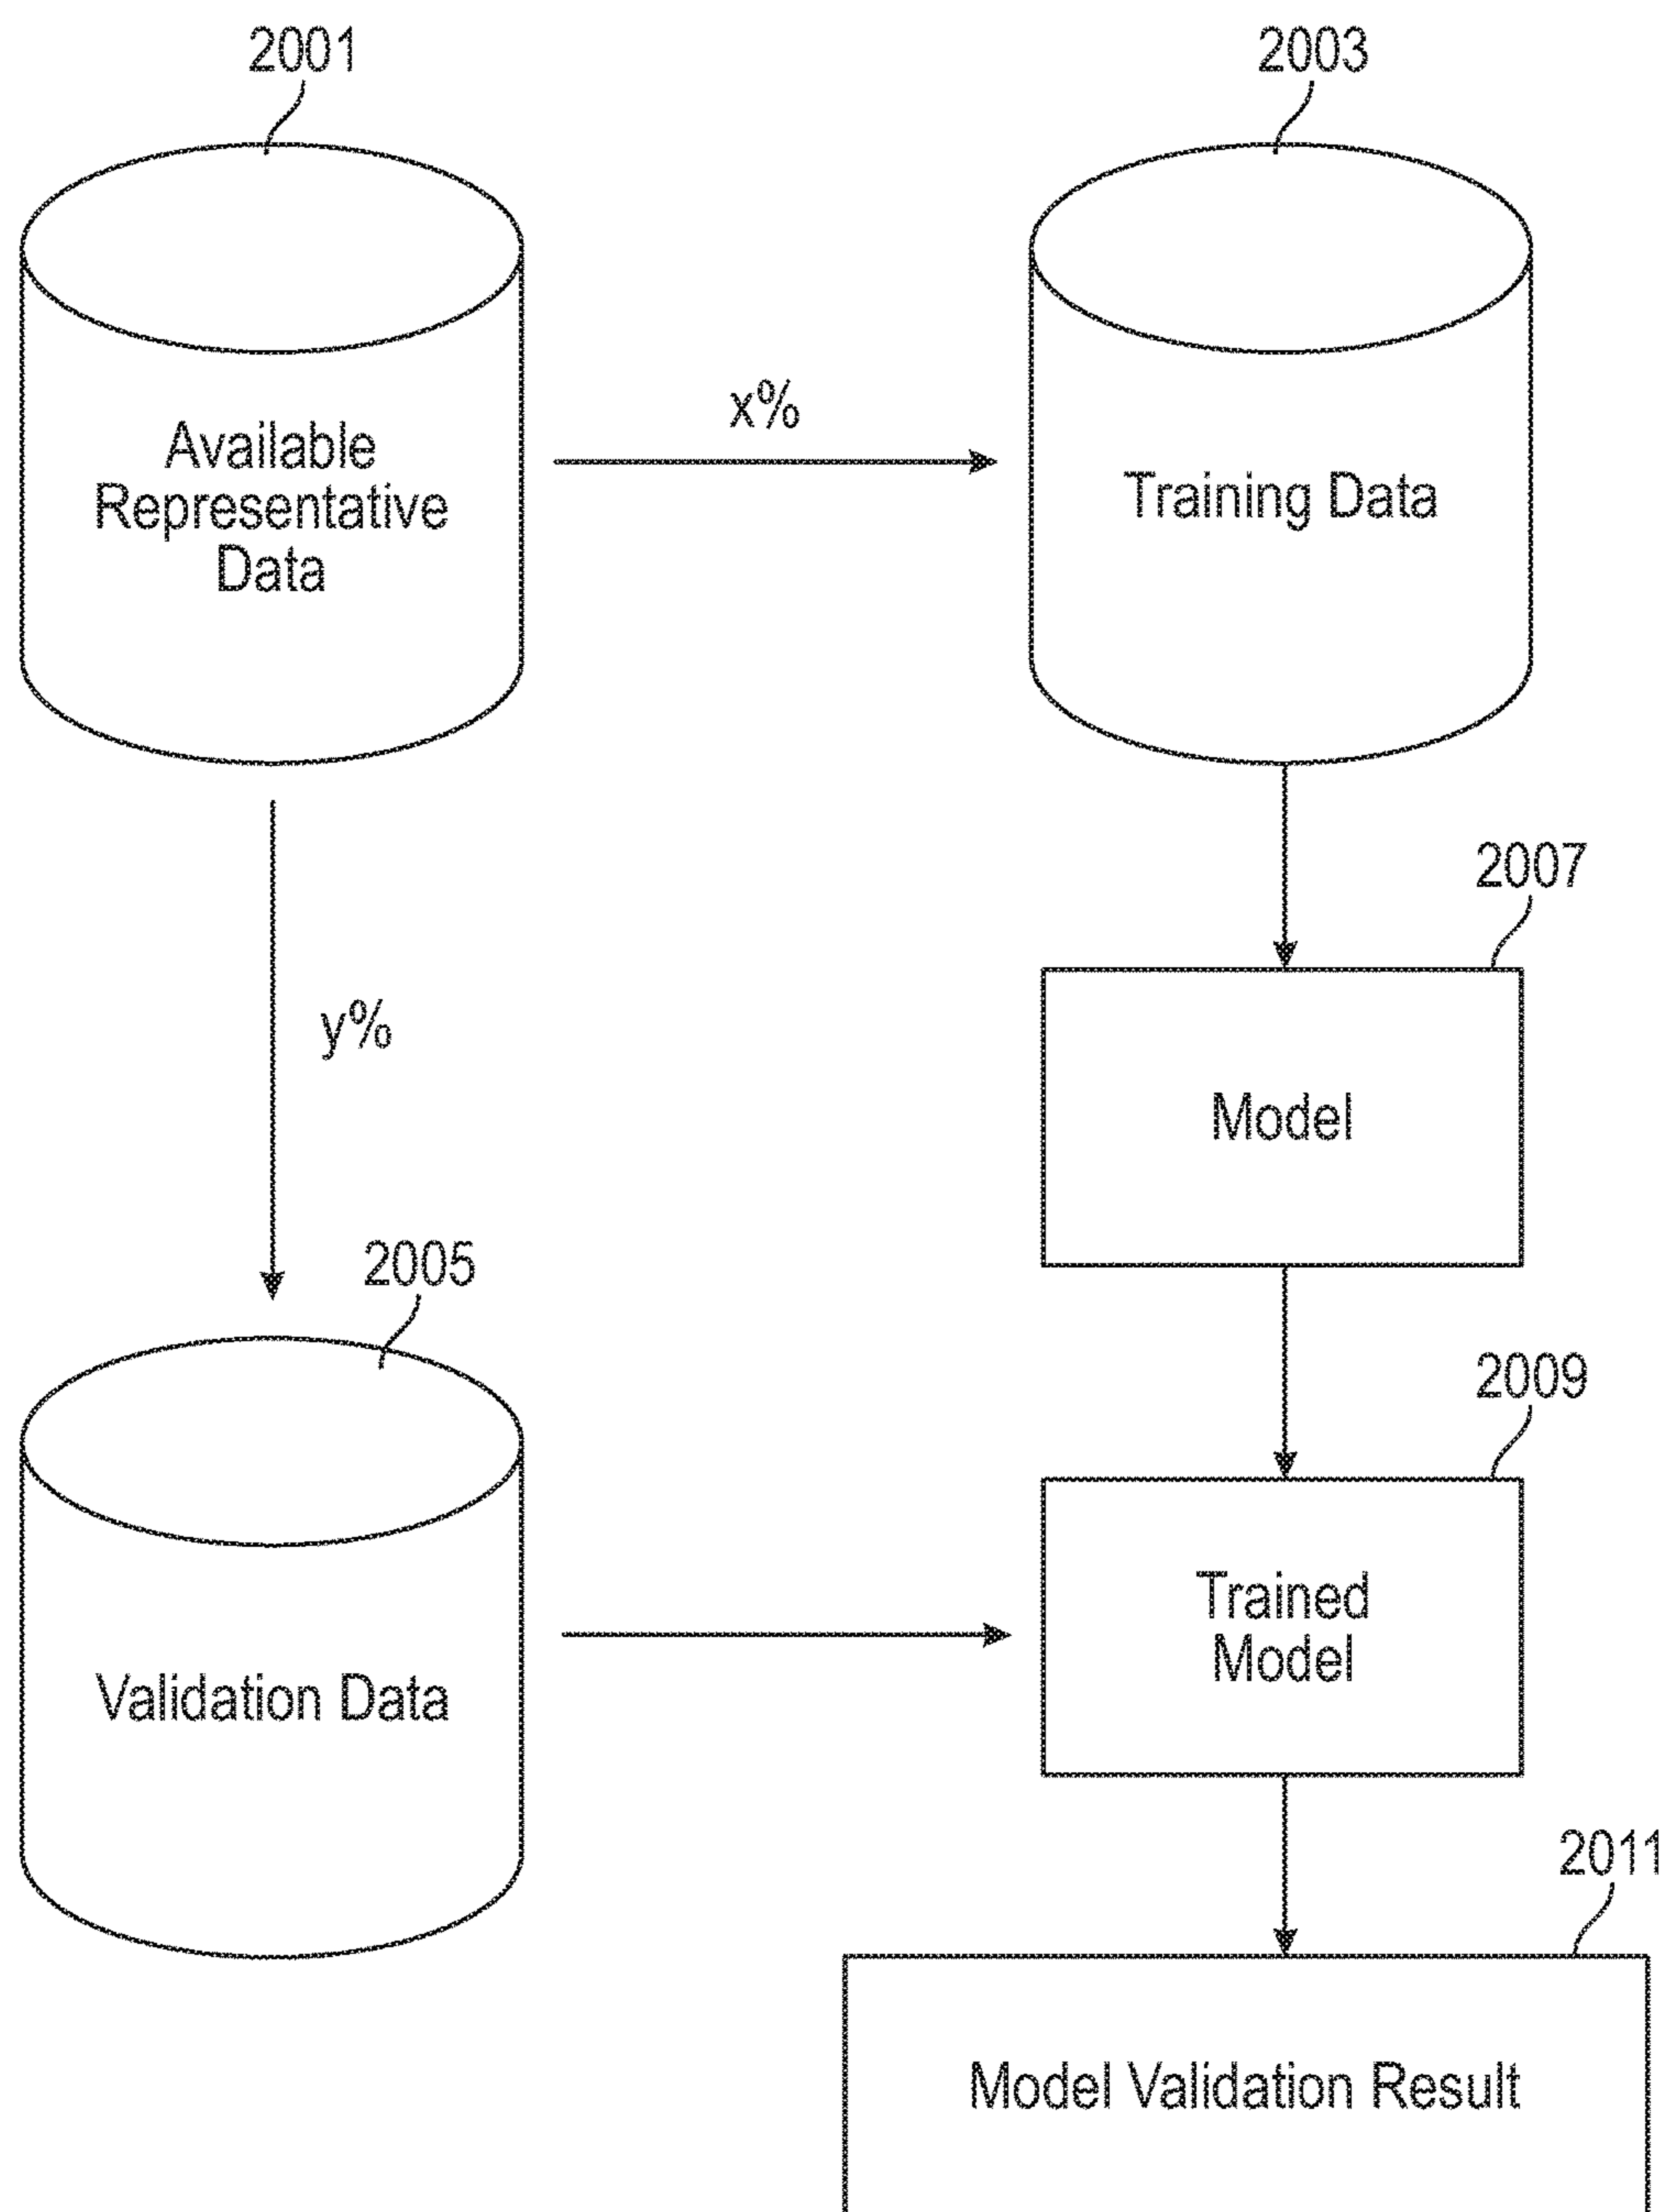 2001
2003
Available
Representative
Data
x%
Training Data
2007
y%
Model
2005
2009
Trained
Model
Validation Data
2011
Model Validation Result